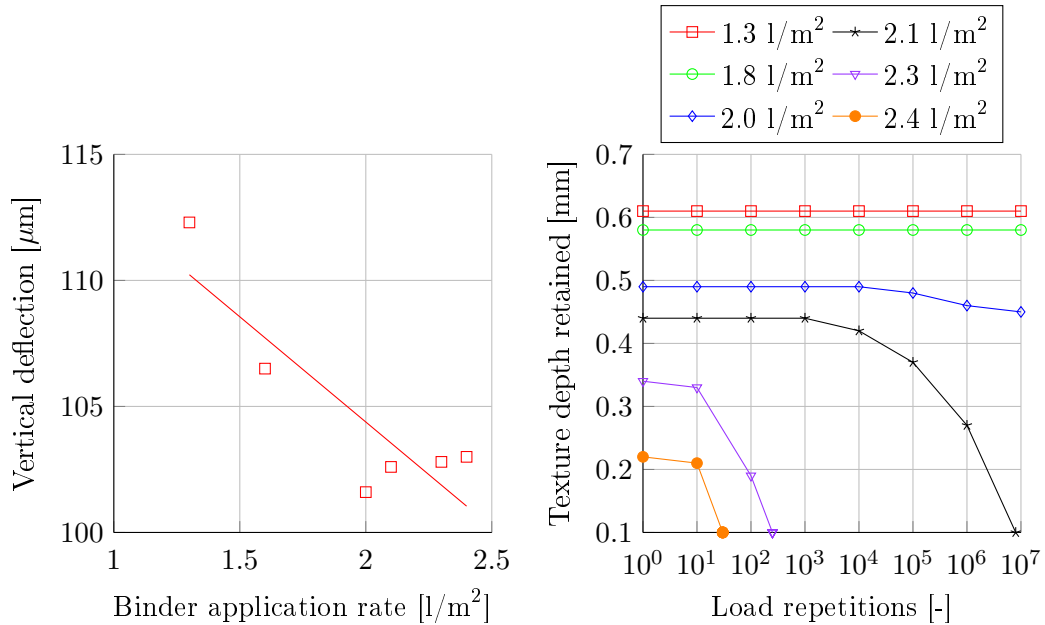 1.3 l/m² 2.1 l/m²
1.8 l/m² 2.3 l/m²
2.0 l/m² 2.4 l/m²
115
110
105
100
1 1.5 2 2.5
Vertical deflection [μm]
Binder application rate [l/m²]
0.7
0.6
0.5
0.4
0.3
0.2
0.1
10⁰ 10¹ 10² 10³ 10⁴ 10⁵ 10⁶ 10⁷
Texture depth retained [mm]
Load repetitions [-]